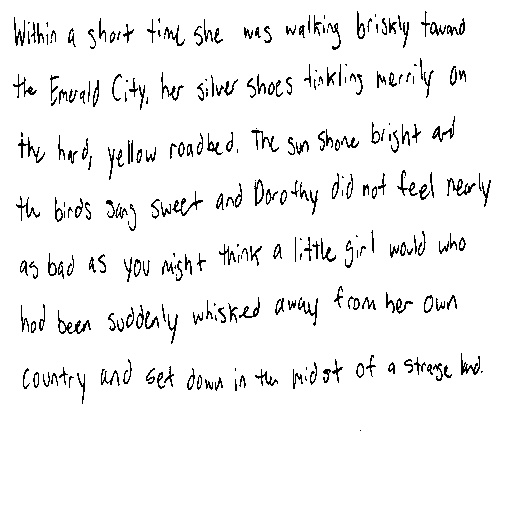 Within a short time she was walking briskly toward
the Emerald City, her silver shoes tinkling merrily on
the hard, yellow roadbed. The sun shone bright and
the birds sang sweet and Dorothy did not feel nearly
as bad as you might think a little girl would who
had been suddenly whisked away from her own
country and set down in the midst of a strange land.